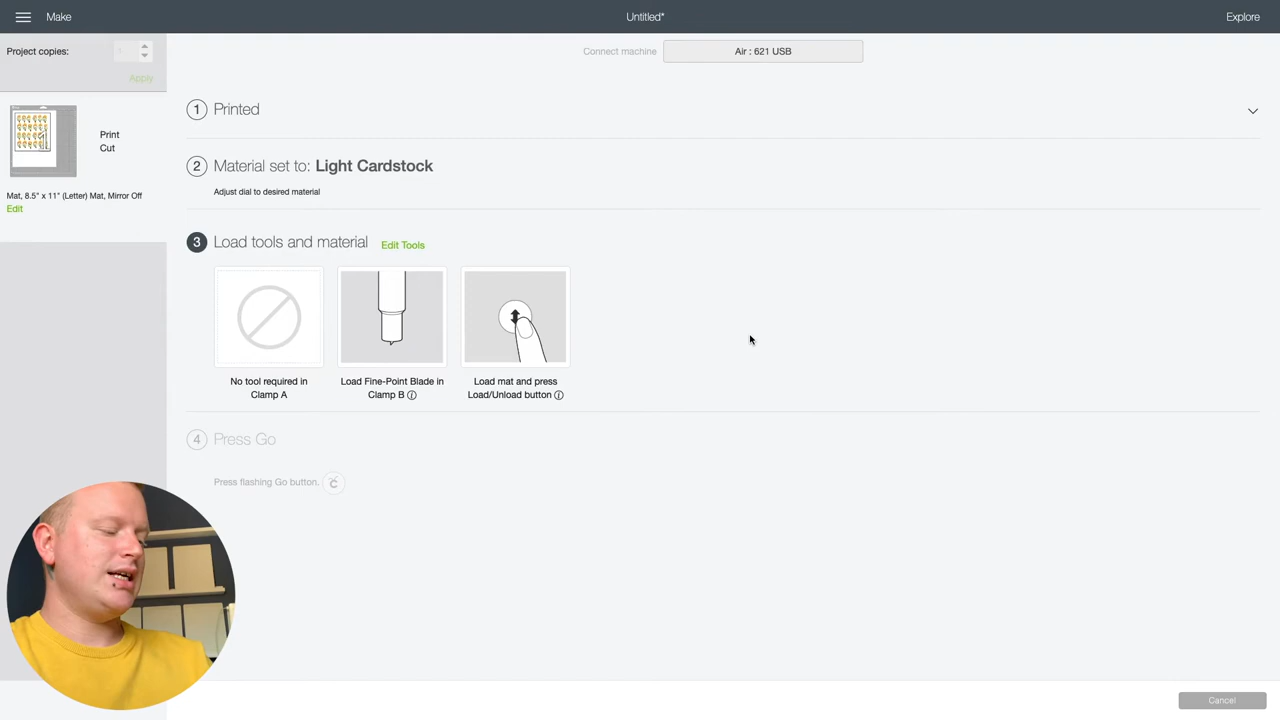 Make
Untitled*
Explore
Project copies:
1
Apply
Connect machine
Air : 621 USB
1 Printed
Print
Cut
2 Material set to: Light Cardstock
Adjust dial to desired material
Mat, 8.5" x 11" (Letter) Mat, Mirror Off
Edit
3 Load tools and material Edit Tools
No tool required in
Clamp A
Load Fine-Point Blade in
Clamp B
Load mat and press
Load/Unload button
4 Press Go
Press flashing Go button.
Cancel